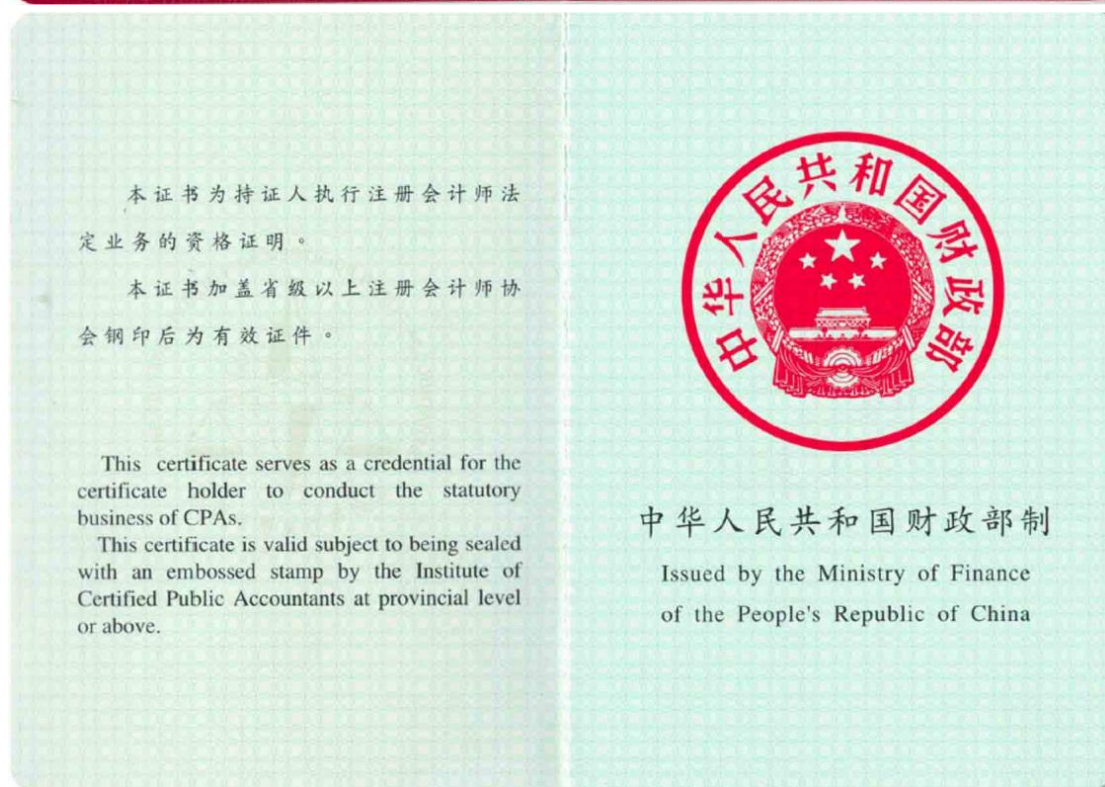 本证书为持证人执行注册会计师法
定业务的资格证明。
本证书加盖省级以上注册会计师协
会钢印后为有效证件。
This certificate serves as a credential for the
certificate holder to conduct the statutory
business of CPAs.
This certificate is valid subject to being sealed
with an embossed stamp by the Institute of
Certified Public Accountants at provincial level
or above.
中华人民共和国财政部
中华人民共和国财政部制
Issued by the Ministry of Finance
of the People's Republic of China